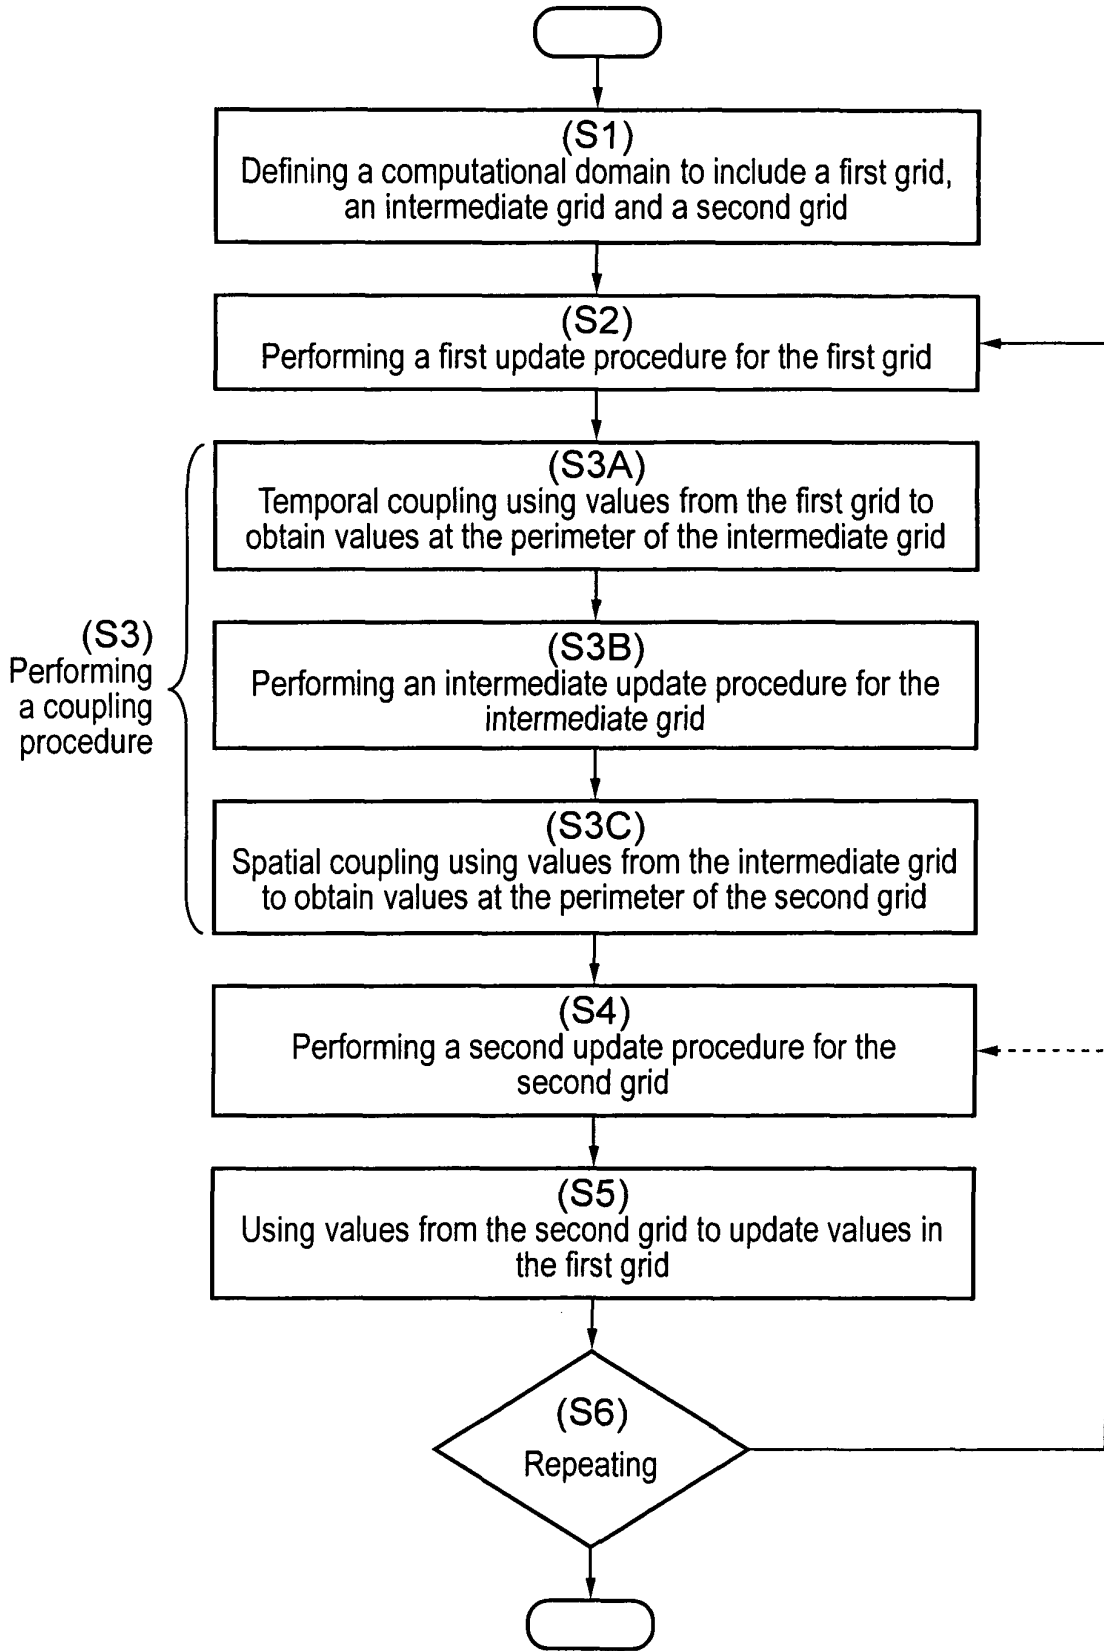 (S1)
Defining a computational domain to include a first grid,
an intermediate grid and a second grid
(S2)
Performing a first update procedure for the first grid
(S3)
Performing
a coupling
procedure
(S3A)
Temporal coupling using values from the first grid to
obtain values at the perimeter of the intermediate grid
(S3B)
Performing an intermediate update procedure for the
intermediate grid
(S3C)
Spatial coupling using values from the intermediate grid
to obtain values at the perimeter of the second grid
(S4)
Performing a second update procedure for the
second grid
(S5)
Using values from the second grid to update values in
the first grid
(S6)
Repeating